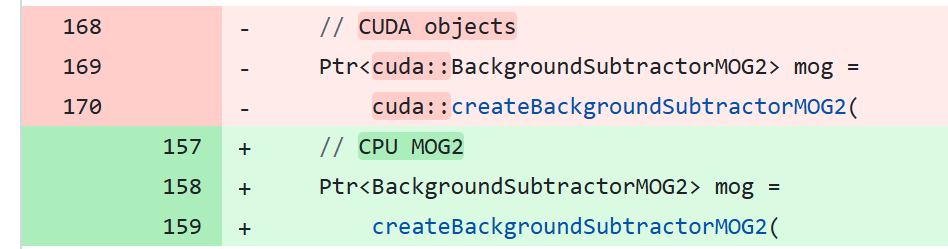 168 - // CUDA objects
169 - Ptr<cuda::BackgroundSubtractorMOG2> mog =
170 - cuda::createBackgroundSubtractorMOG2(
157 + // CPU MOG2
158 + Ptr<BackgroundSubtractorMOG2> mog =
159 + createBackgroundSubtractorMOG2(